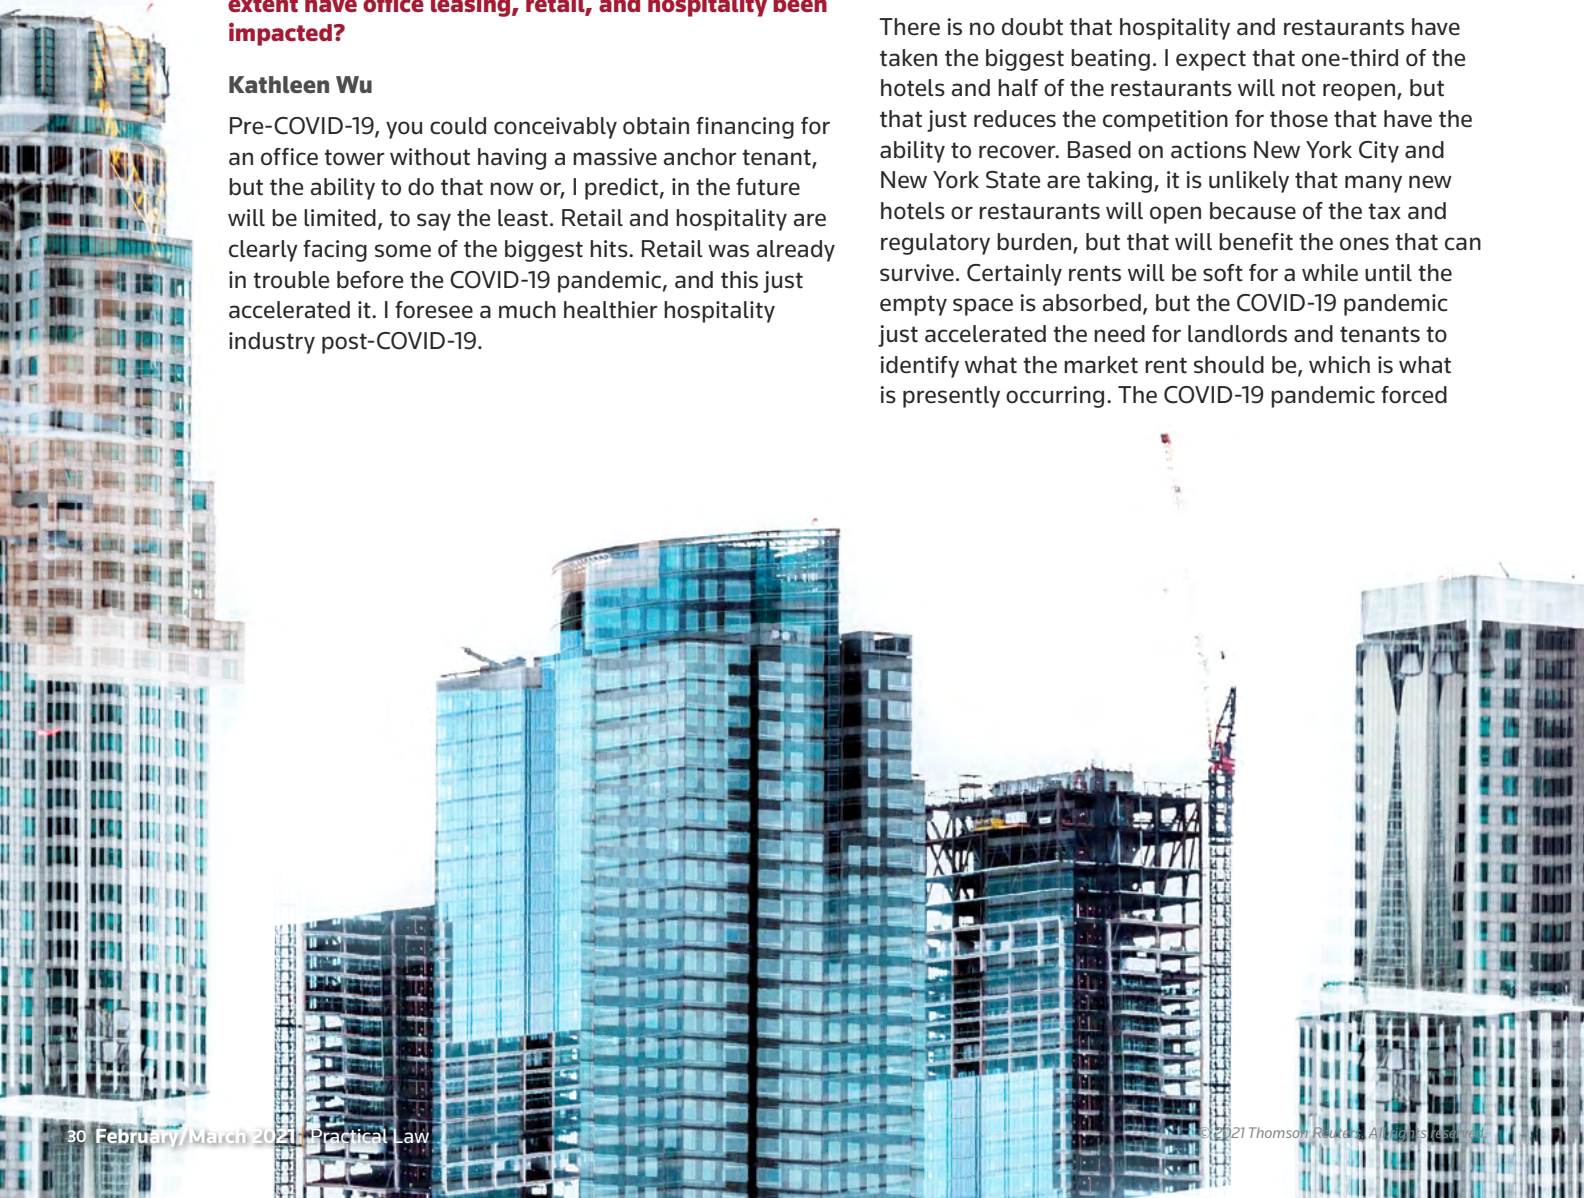 extent have office leasing, retail, and hospitality been
impacted?
Kathleen Wu
Pre-COVID-19, you could conceivably obtain financing for
an office tower without having a massive anchor tenant,
but the ability to do that now or, I predict, in the future
will be limited, to say the least. Retail and hospitality are
clearly facing some of the biggest hits. Retail was already
in trouble before the COVID-19 pandemic, and this just
accelerated it. I foresee a much healthier hospitality
industry post-COVID-19.
There is no doubt that hospitality and restaurants have
taken the biggest beating. I expect that one-third of the
hotels and half of the restaurants will not reopen, but
that just reduces the competition for those that have the
ability to recover. Based on actions New York City and
New York State are taking, it is unlikely that many new
hotels or restaurants will open because of the tax and
regulatory burden, but that will benefit the ones that can
survive. Certainly rents will be soft for a while until the
empty space is absorbed, but the COVID-19 pandemic
just accelerated the need for landlords and tenants to
identify what the market rent should be, which is what
is presently occurring. The COVID-19 pandemic forced
30 February/March 2021 | Practical Law
© 2021 Thomson Reuters. All rights reserved.